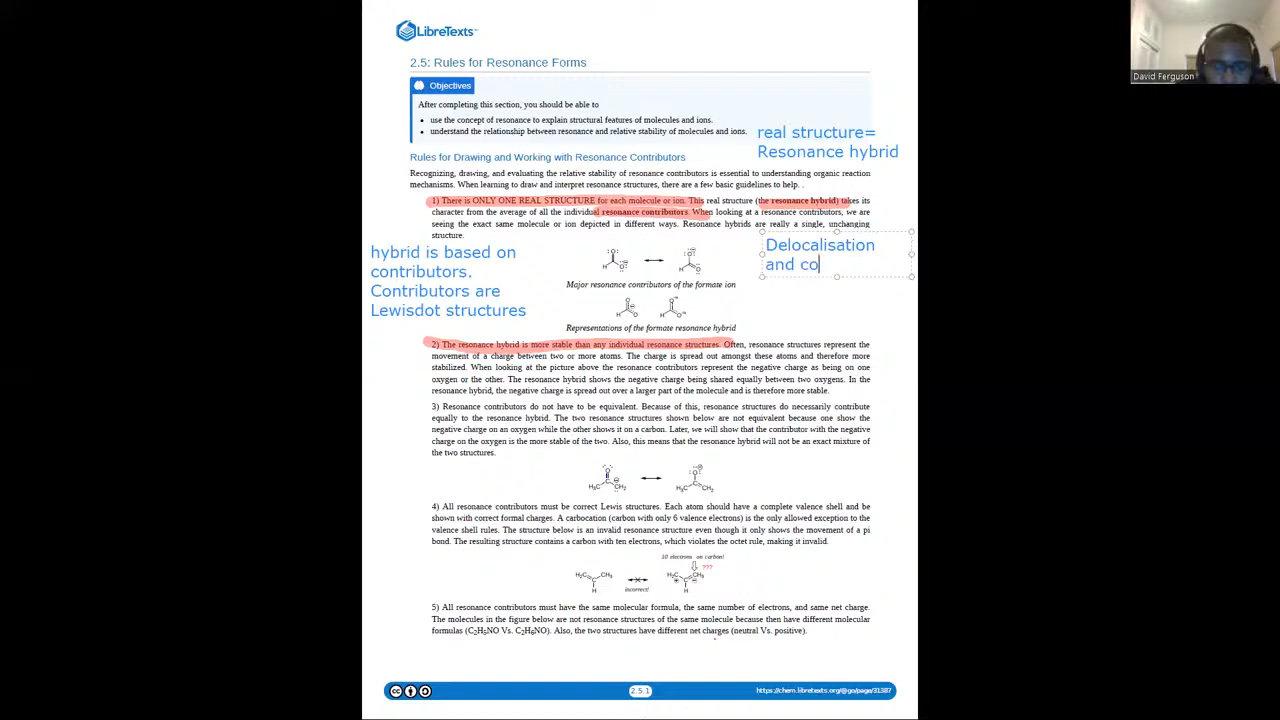 LibreTexts™
David Ferguson
2.5: Rules for Resonance Forms
Objectives
After completing this section, you should be able to
• use the concept of resonance to explain structural features of molecules and ions.
• understand the relationship between resonance and relative stability of molecules and ions.
real structure=
Resonance hybrid
Rules for Drawing and Working with Resonance Contributors
Recognizing, drawing, and evaluating the relative stability of resonance contributors is essential to understanding organic reaction
mechanisms. When learning to draw and interpret resonance structures, there are a few basic guidelines to help. .
1) There is ONLY ONE REAL STRUCTURE for each molecule or ion. This real structure (the resonance hybrid) takes its
character from the average of all the individual resonance contributors. When looking at a resonance contributors, we are
seeing the exact same molecule or ion depicted in different ways. Resonance hybrids are really a single, unchanging
structure.
Delocalisation
and co
hybrid is based on
contributors.
Contributors are
Lewisdot structures
Major resonance contributors of the formate ion
Representations of the formate resonance hybrid
2) The resonance hybrid is more stable than any individual resonance structures. Often, resonance structures represent the
movement of a charge between two or more atoms. The charge is spread out amongst these atoms and therefore more
stabilized. When looking at the picture above the resonance contributors represent the negative charge as being on one
oxygen or the other. The resonance hybrid shows the negative charge being shared equally between two oxygens. In the
resonance hybrid, the negative charge is spread out over a larger part of the molecule and is therefore more stable.
3) Resonance contributors do not have to be equivalent. Because of this, resonance structures do necessarily contribute
equally to the resonance hybrid. The two resonance structures shown below are not equivalent because one show the
negative charge on an oxygen while the other shows it on a carbon. Later, we will show that the contributor with the negative
charge on the oxygen is the more stable of the two. Also, this means that the resonance hybrid will not be an exact mixture of
the two structures.
H₃C C CH₂ O H₃C C CH₂ O
4) All resonance contributors must be correct Lewis structures. Each atom should have a complete valence shell and be
shown with correct formal charges. A carbocation (carbon with only 6 valence electrons) is the only allowed exception to the
valence shell rules. The structure below is an invalid resonance structure even though it only shows the movement of a pi
bond. The resulting structure contains a carbon with ten electrons, which violates the octet rule, making it invalid.
10 electrons on carbon!
???
H₂C C CH₃ H H₂C C CH₃ H
incorrect!
5) All resonance contributors must have the same molecular formula, the same number of electrons, and same net charge.
The molecules in the figure below are not resonance structures of the same molecule because then have different molecular
formulas (C₂H₅NO Vs. C₂H₆NO). Also, the two structures have different net charges (neutral Vs. positive).
2.5.1
https://chem.libretexts.org/@go/page/31387